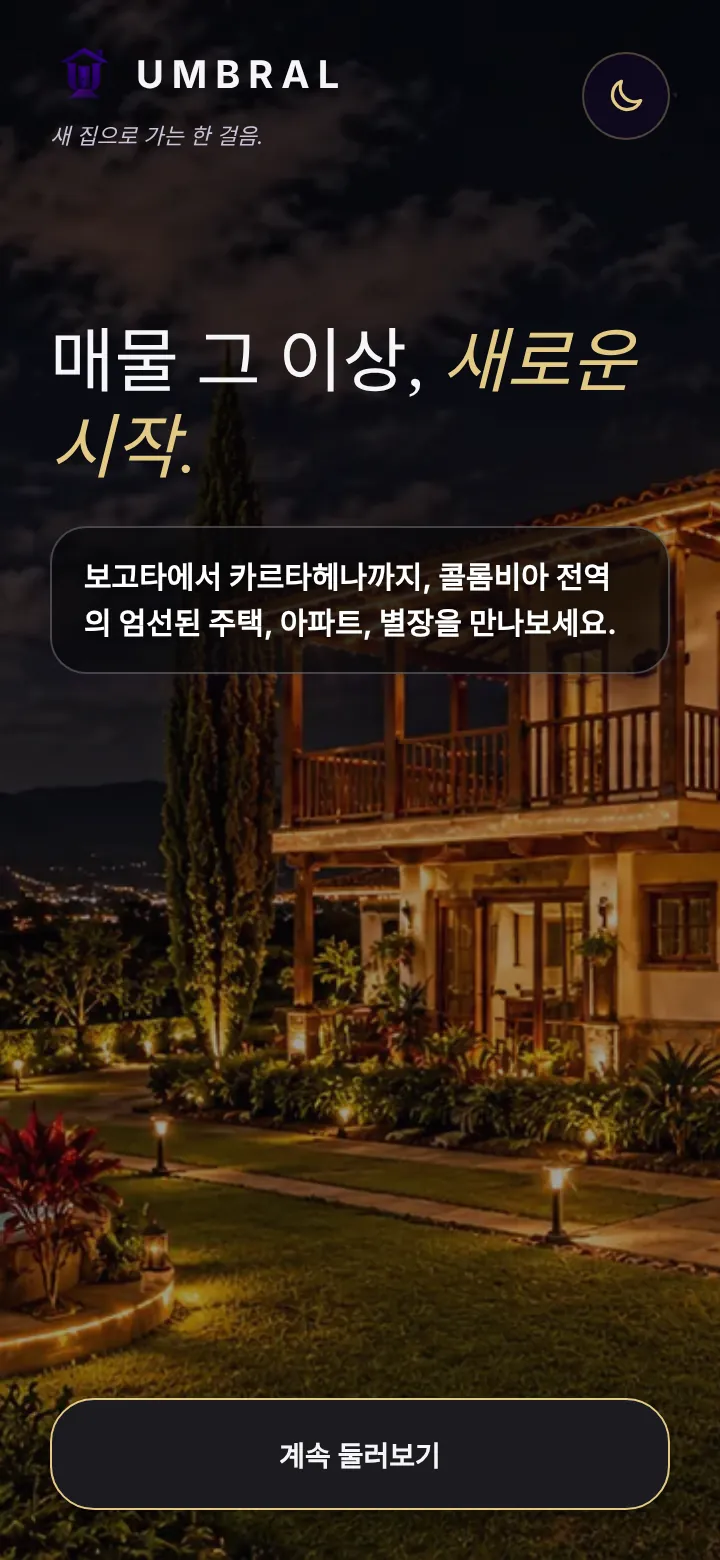 UMBRAL
새 집으로 가는 한 걸음.
매물 그 이상, 새로운
시작.
보고타에서 카르타헤나까지, 콜롬비아 전역
의 엄선된 주택, 아파트, 별장을 만나보세요.
계속 둘러보기